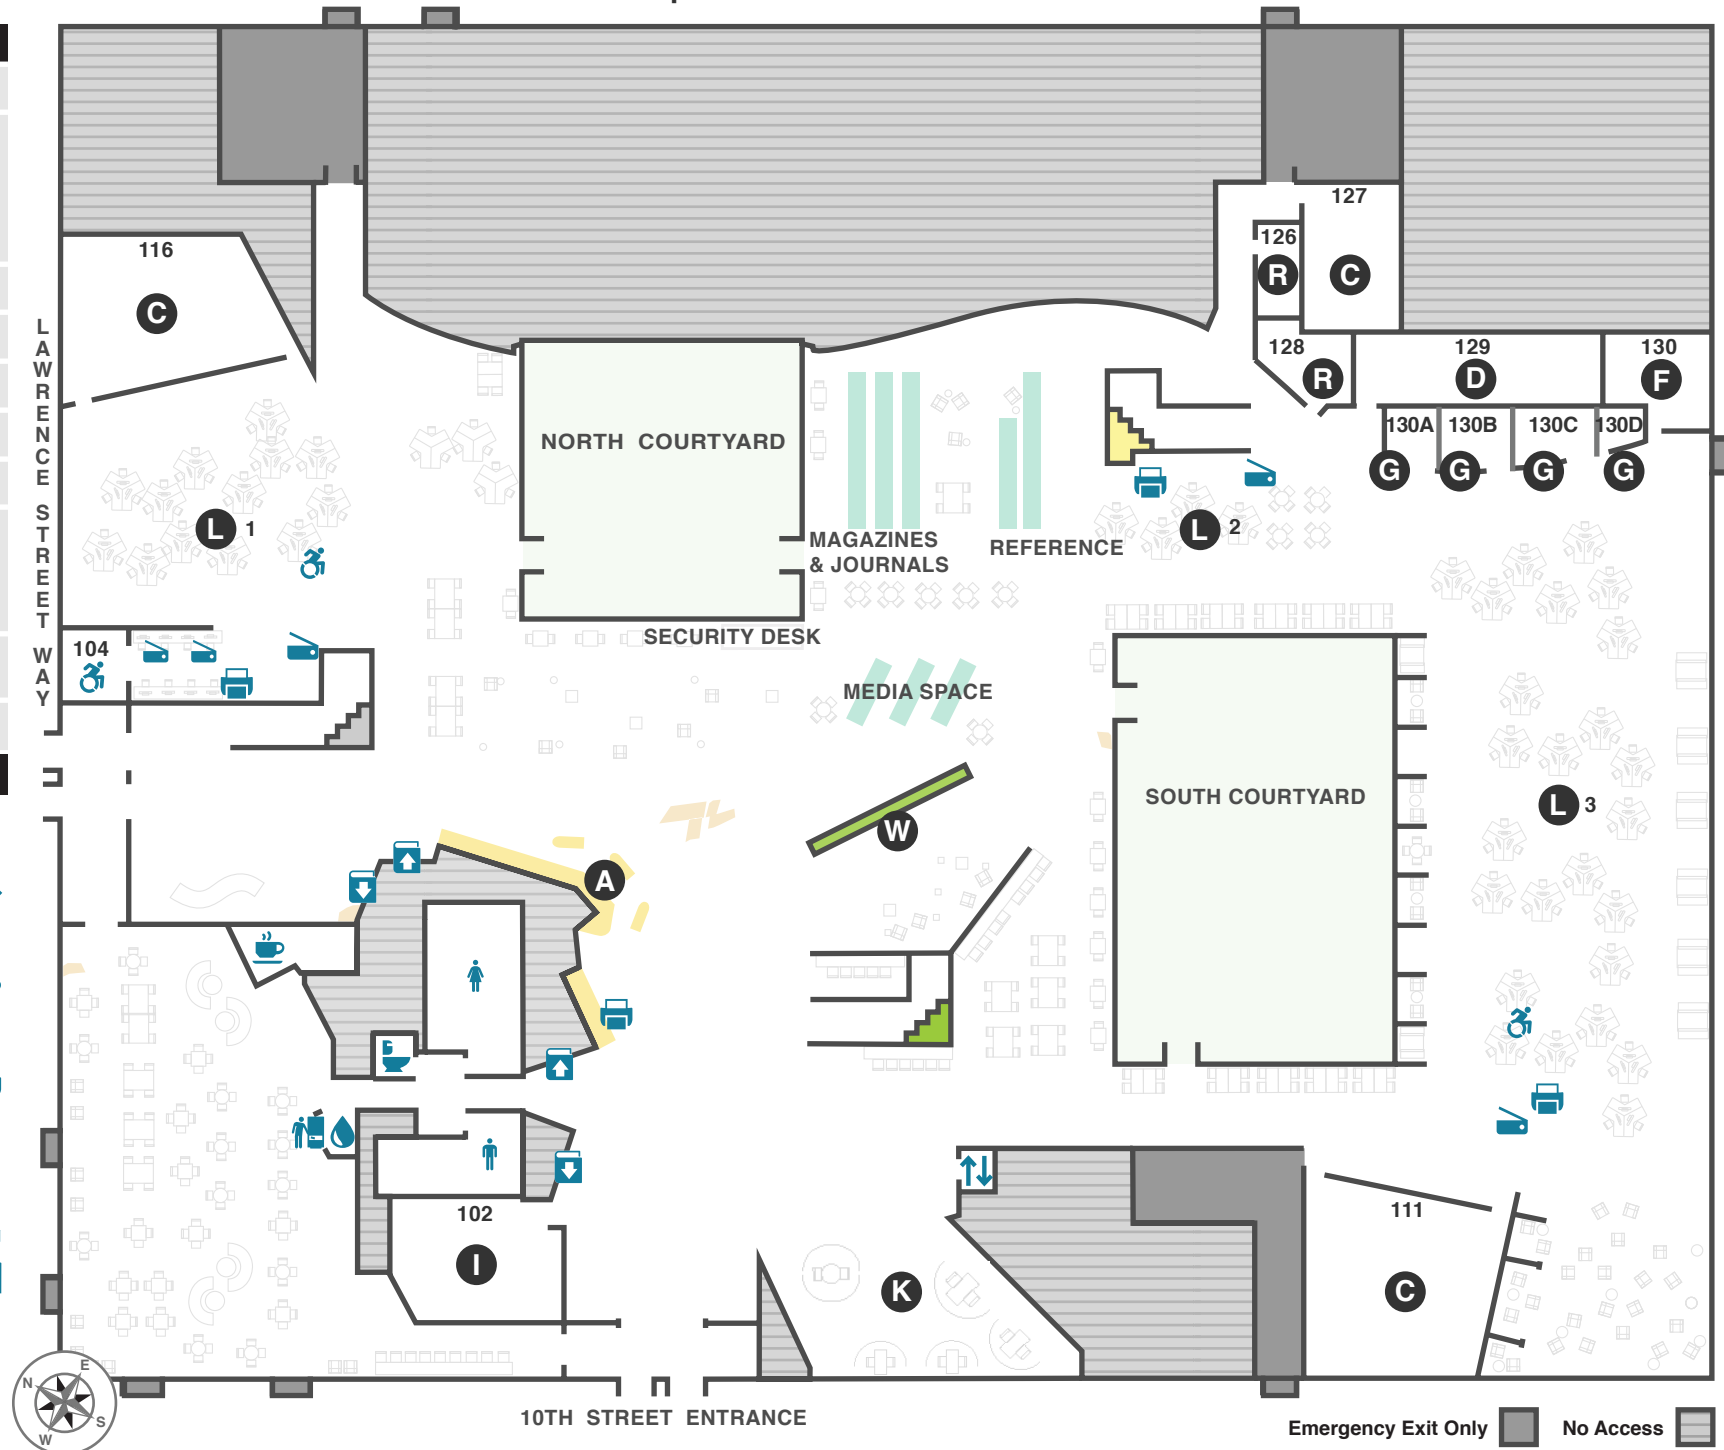 127
116
126
R
C
C
128
129
130
R
D
F
130A
130B
130C
130D
G
G
G
G
LAWRENCE STREET WAY
NORTH COURTYARD
L 1
L 2
MAGAZINES
& JOURNALS
REFERENCE
SECURITY DESK
104
MEDIA SPACE
SOUTH COURTYARD
L 3
W
A
102
I
K
111
C
N
E
S
W
10TH STREET ENTRANCE
Emergency Exit Only
No Access